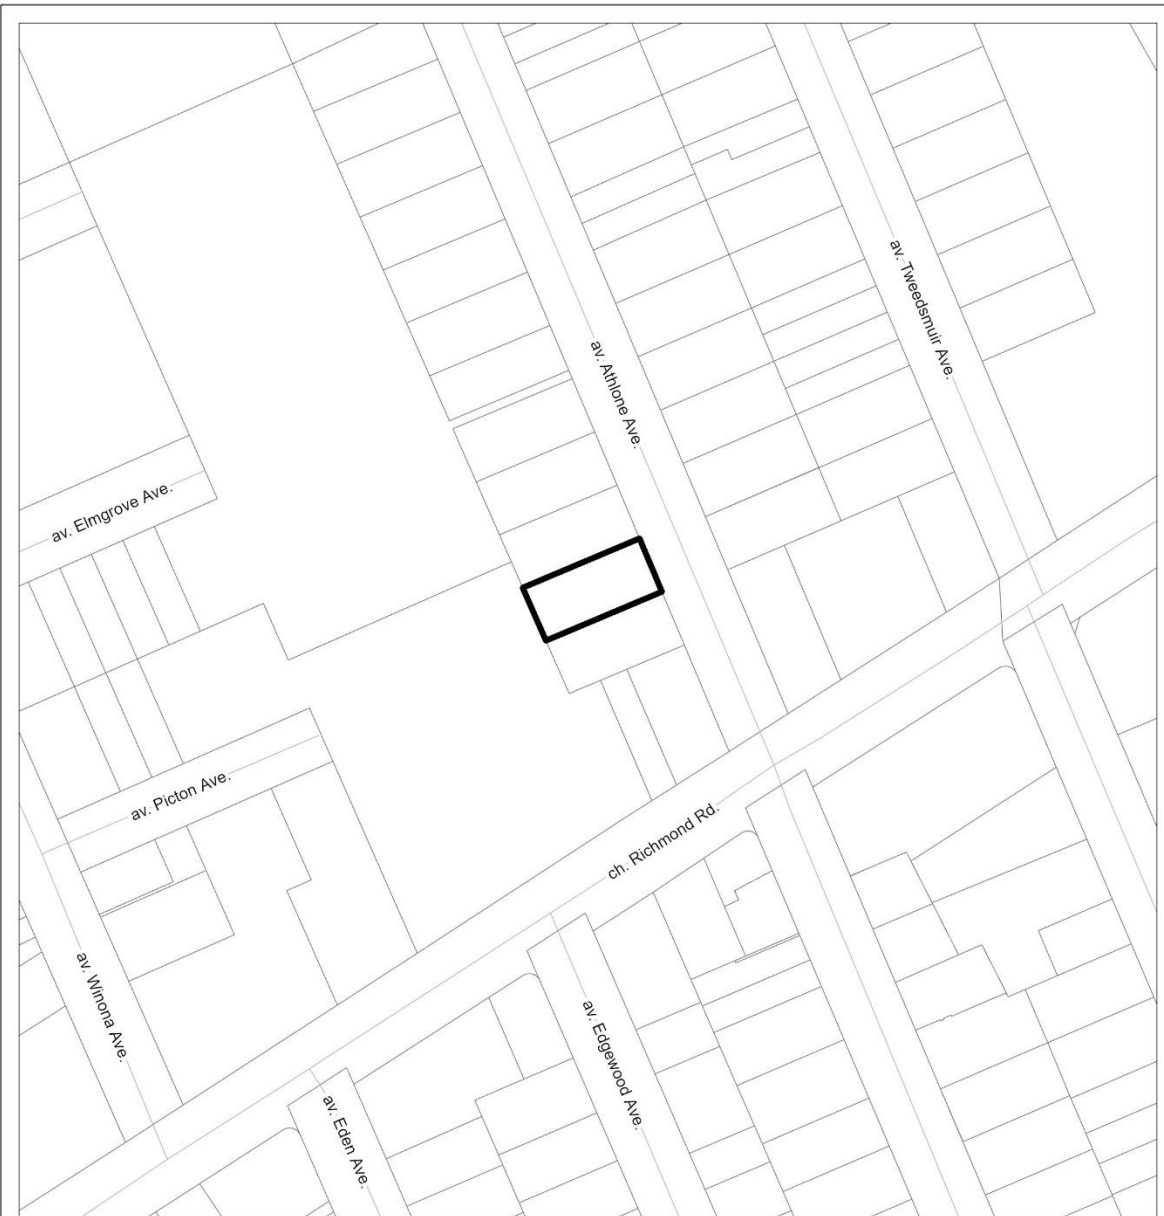 av. Tweedsmuir Ave.
av. Athlone Ave.
av. Elmgrove Ave.
av. Picton Ave.
ch. Richmond Rd.
av. Winona Ave.
av. Edgewood Ave.
av. Eden Ave.